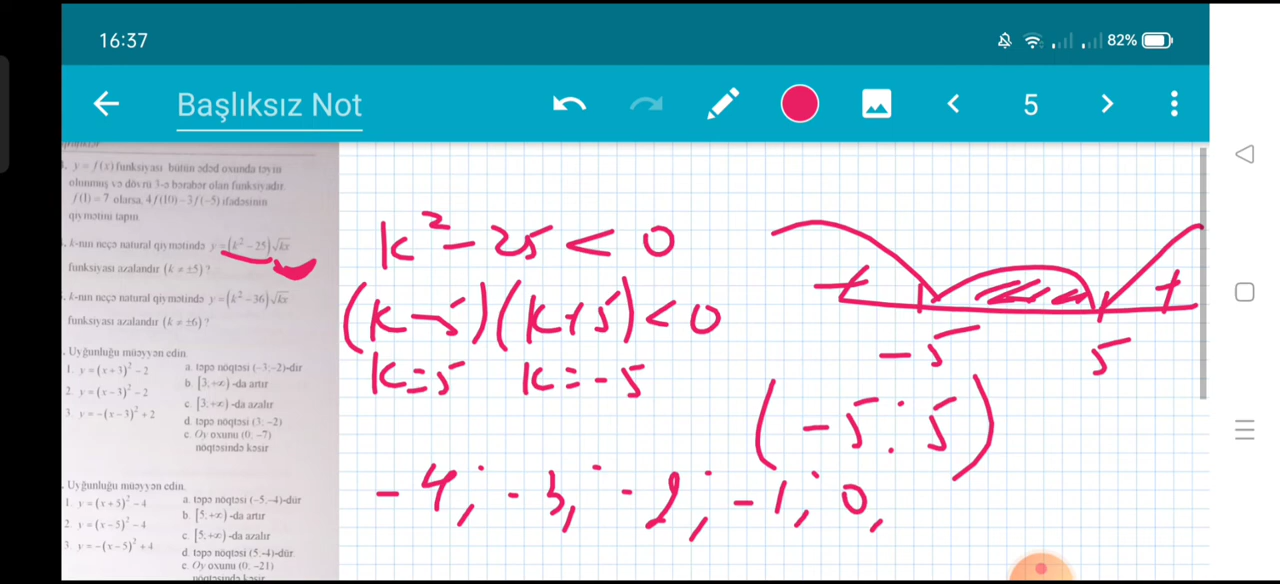 16:37
82%
Başlıksız Not
5
y = f(x) funksiyası bütün ədəd oxunda təyin
olunmuş və dövrü 3-ə bərabər olan funksiyadır.
f(1) = 7 olarsa, 4f(10) – 3f(–5) ifadəsinin
qiymətini tapın
k-nın neçə natural qiymətində y = (k² – 25)√kx
funksiyası azalandır (k ≠ ±5)?
k-nın neçə natural qiymətində y = (k² – 36)√kx
funksiyası azalandır (k ≠ ±6)?
. Uyğunluğu müəyyən edin.
1. y = (x+3)² – 2
2. y = (x–3)² – 2
3. y = –(x–3)² + 2
a. təpə nöqtəsi (–3;–2)-dir
b. [3;+∞) -da artır
c. [3;+∞) -da azalır
d. təpə nöqtəsi (3; –2)
e. Oy oxunu (0; –7)
nöqtəsində kəsir
. Uyğunluğu müəyyən edin.
1. y = (x+5)² – 4
2. y = (x–5)² – 4
3. y = –(x–5)² + 4
a. təpə nöqtəsi (–5,–4)-dür
b. [5;+∞) -da artır
c. [5,+∞) -da azalır
d. təpə nöqtəsi (5;–4)-dür.
e. Oy oxunu (0; –21)
nöqtəsində kəsir
k² – 25 < 0
(k – 5)(k + 5) < 0
k = 5 k = –5
+ +
–5 5
(–5; 5)
–4; –3; –2; –1; 0;